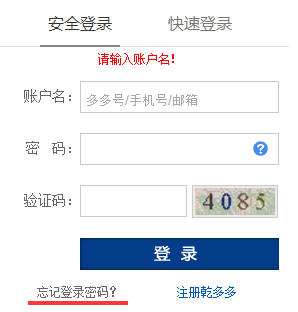 安全登录 快速登录
请输入账户名!
账户名： 多多号/手机号/邮箱
密 码： ?
验证码： 4085
登 录
忘记登录密码? 注册乾多多